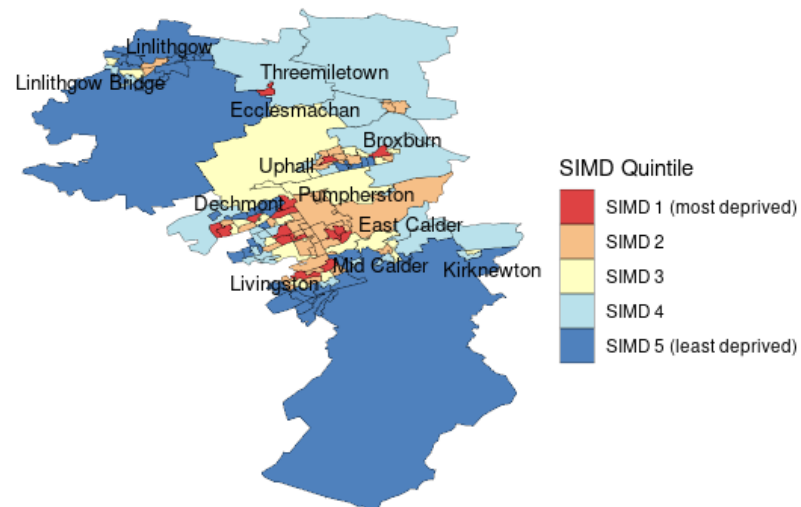 Linlithgow
Threemiletown
Linlithgow Bridge
Ecclesmachan
Broxburn
Uphall
SIMD Quintile
Pumpherston
Dechmont
SIMD 1 (most deprived)
East Calder
SIMD 2
Mid Calder
Kirknewton
SIMD 3
Livingston
SIMD 4
SIMD 5 (least deprived)